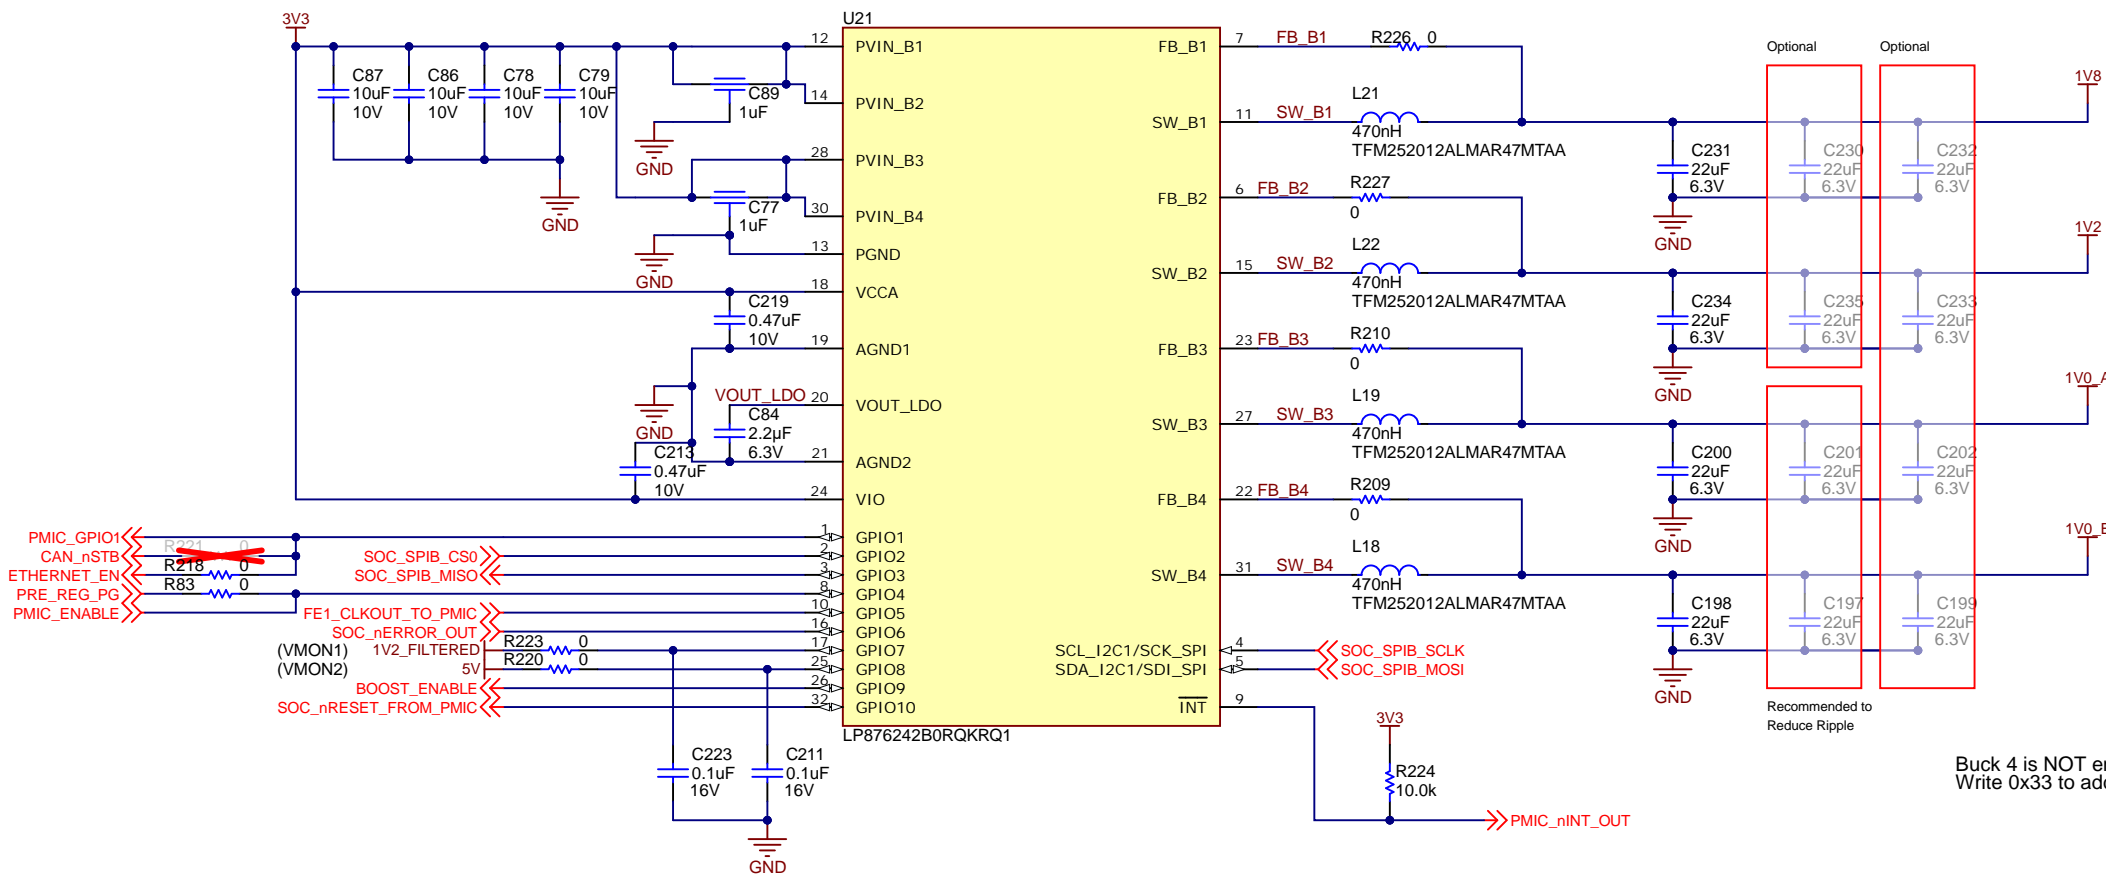 3V3
U21
12 PVIN_B1
14 PVIN_B2
28 PVIN_B3
30 PVIN_B4
13 PGND
18 VCCA
19 AGND1
VOUT_LDO 20 VOUT_LDO
21 AGND2
24 VIO
1 GPIO1
2 GPIO2
3 GPIO3
8 GPIO4
10 GPIO5
16 GPIO6
17 GPIO7
25 GPIO8
26 GPIO9
32 GPIO10
LP876242B0RQKRQ1
C87
10uF
10V
C86
10uF
10V
C78
10uF
10V
C79
10uF
10V
GND
C89
1uF
GND
C77
1uF
GND
C219
0.47uF
10V
GND
C84
2.2µF
6.3V
C213
0.47uF
10V
PMIC_GPIO1
CAN_nSTB
ETHERNET_EN
PRE_REG_PG
PMIC_ENABLE
R221 0
R218 0
R83 0
SOC_SPIB_CS0
SOC_SPIB_MISO
FE1_CLKOUT_TO_PMIC
SOC_nERROR_OUT
(VMON1) 1V2_FILTERED R223 0
(VMON2) 5V R220 0
BOOST_ENABLE
SOC_nRESET_FROM_PMIC
C223
0.1uF
16V
C211
0.1uF
16V
GND
FB_B1 7 FB_B1 R226 0
SW_B1 11 SW_B1
L21
470nH
TFM252012ALMAR47MTAA
FB_B2 6 FB_B2 R227
0
SW_B2 15 SW_B2
L22
470nH
TFM252012ALMAR47MTAA
FB_B3 23 FB_B3 R210
0
SW_B3 27 SW_B3
L19
470nH
TFM252012ALMAR47MTAA
FB_B4 22 FB_B4 R209
0
SW_B4 31 SW_B4
L18
470nH
TFM252012ALMAR47MTAA
SCL_I2C1/SCK_SPI 4 SOC_SPIB_SCLK
SDA_I2C1/SDI_SPI 5 SOC_SPIB_MOSI
INT 9
3V3
R224
10.0k
PMIC_nINT_OUT
Optional
Optional
1V8
C231
22uF
6.3V
C230
22uF
6.3V
C232
22uF
6.3V
GND
1V2
C234
22uF
6.3V
C235
22uF
6.3V
C233
22uF
6.3V
GND
1V0_A
C200
22uF
6.3V
C201
22uF
6.3V
C202
22uF
6.3V
GND
C198
22uF
6.3V
C197
22uF
6.3V
C199
22uF
6.3V
GND
Recommended to
Reduce Ripple
Buck 4 is NOT
Write 0x33 to